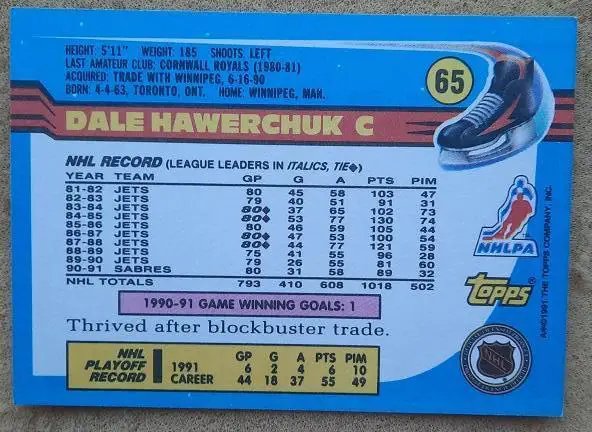 HEIGHT: 5'11" WEIGHT: 185 SHOOTS: LEFT
LAST AMATEUR CLUB: CORNWALL ROYALS (1980-81)
ACQUIRED: TRADE WITH WINNIPEG, 6-16-90
BORN: 4-4-63, TORONTO, ONT. HOME: WINNIPEG, MAN.
65
DALE HAWERCHUK C
NHL RECORD (LEAGUE LEADERS IN ITALICS, TIE◆)
YEAR TEAM GP G A PTS PIM
81-82 JETS 80 45 58 103 47
82-83 JETS 79 40 51 91 31
83-84 JETS 80◆ 37 65 102 73
84-85 JETS 80◆ 53 77 130 74
85-86 JETS 80 46 59 105 44
86-87 JETS 80◆ 47 53 100 54
87-88 JETS 80◆ 44 77 121 59
88-89 JETS 75 41 55 96 28
89-90 JETS 79 26 55 81 60
90-91 SABRES 80 31 58 89 32
NHL TOTALS 793 410 608 1018 502
1990-91 GAME WINNING GOALS: 1
Thrived after blockbuster trade.
NHL PLAYOFF RECORD
GP G A PTS PIM
1991 6 2 4 6 10
CAREER 44 18 37 55 49
NHLPA
TOPPS
A#©1991 THE TOPPS COMPANY, INC.
NHL